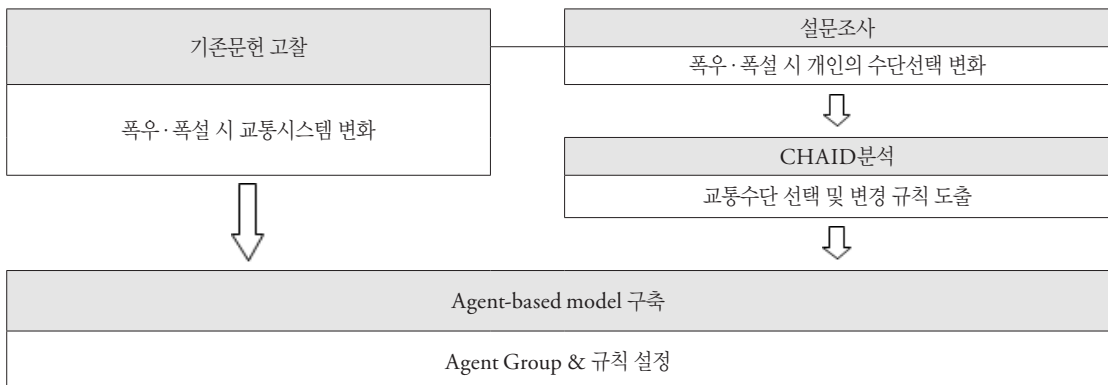 기존문헌 고찰
폭우·폭설 시 교통시스템 변화
설문조사
폭우·폭설 시 개인의 수단선택 변화
CHAID분석
교통수단 선택 및 변경 규칙 도출
Agent-based model 구축
Agent Group & 규칙 설정